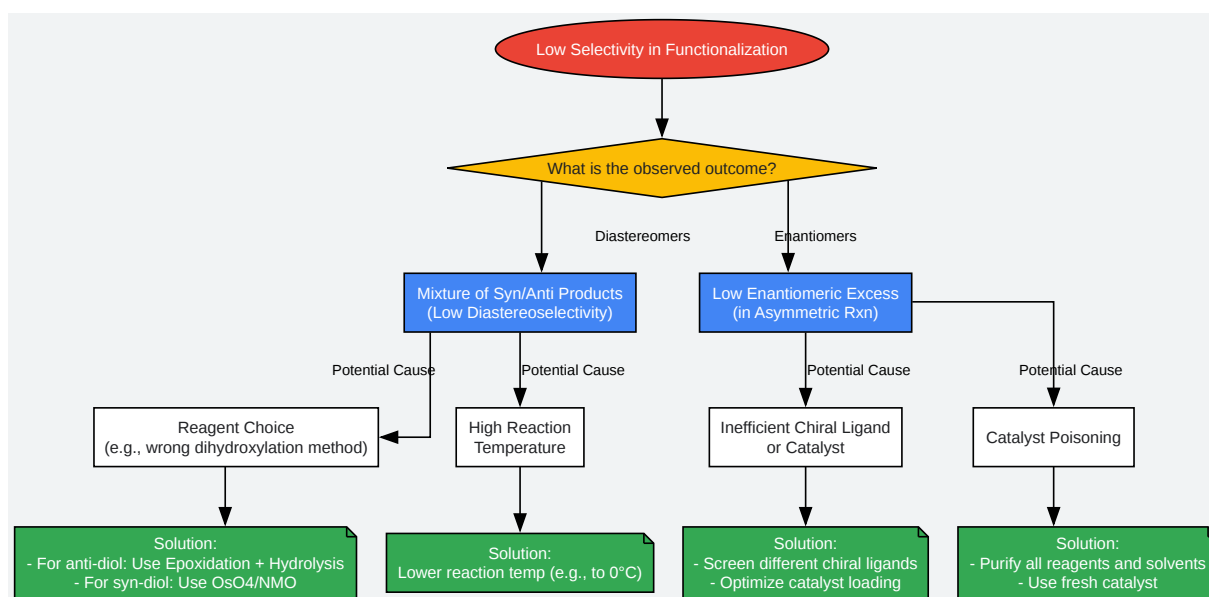 Low Selectivity in Functionalization
What is the observed outcome?
Diastereomers
Enantiomers
Mixture of Syn/Anti Products
(Low Diastereoselectivity)
Low Enantiomeric Excess
(in Asymmetric Rxn)
Potential Cause
Potential Cause
Potential Cause
Potential Cause
Reagent Choice
(e.g., wrong dihydroxylation method)
High Reaction
Temperature
Inefficient Chiral Ligand
or Catalyst
Catalyst Poisoning
Solution:
- For anti-diol: Use Epoxidation + Hydrolysis
- For syn-diol: Use OsO4/NMO
Solution:
Lower reaction temp (e.g., to 0°C)
Solution:
- Screen different chiral ligands
- Optimize catalyst loading
Solution:
- Purify all reagents and solvents
- Use fresh catalyst